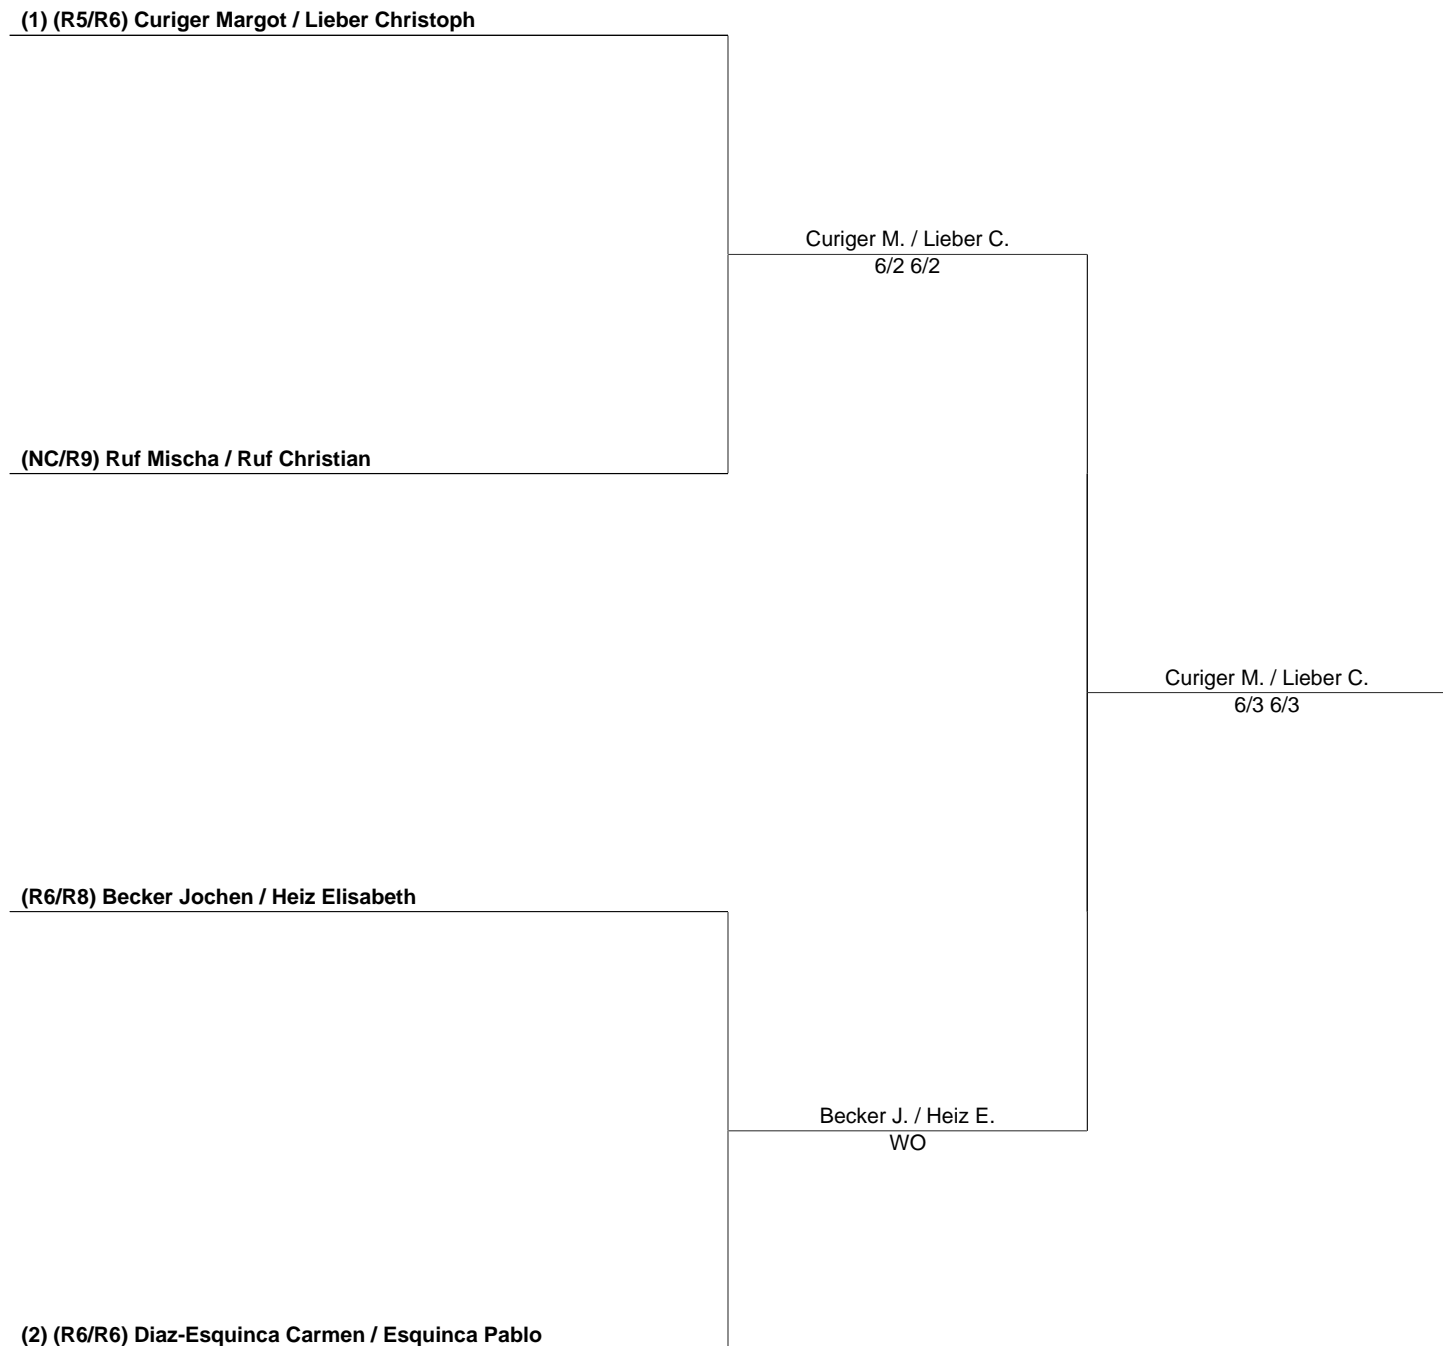 (1) (R5/R6) Curiger Margot / Lieber Christoph
Curiger M. / Lieber C.
6/2 6/2
(NC/R9) Ruf Mischa / Ruf Christian
Curiger M. / Lieber C.
6/3 6/3
(R6/R8) Becker Jochen / Heiz Elisabeth
Becker J. / Heiz E.
WO
(2) (R6/R6) Diaz-Esquinca Carmen / Esquinca Pablo